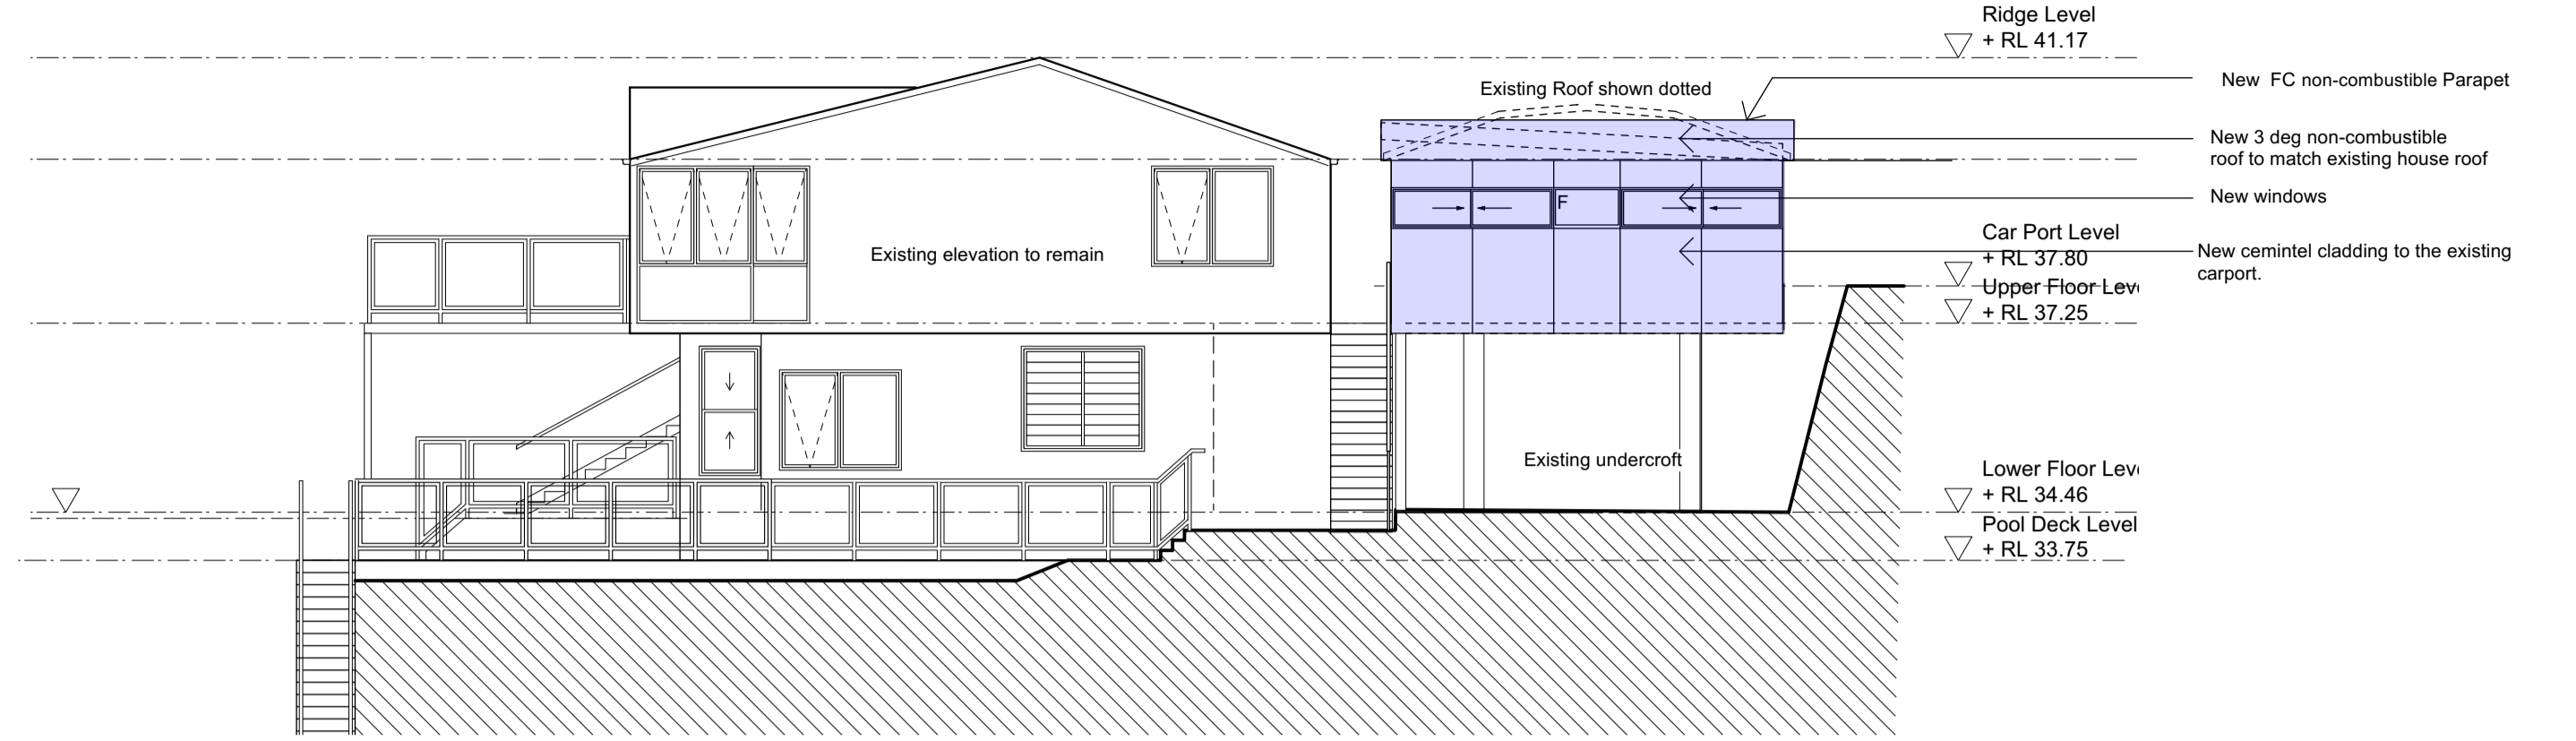 Ridge Level
+ RL 41.17
Existing Roof shown dotted
New FC non-combustible Parapet
New 3 deg non-combustible
roof to match existing house roof
New windows
F
Car Port Level
+ RL 37.80
New cemintel cladding to the existing
carport.
Existing elevation to remain
Upper Floor Leve
+ RL 37.25
Existing undercroft
Lower Floor Leve
+ RL 34.46
Pool Deck Level
+ RL 33.75